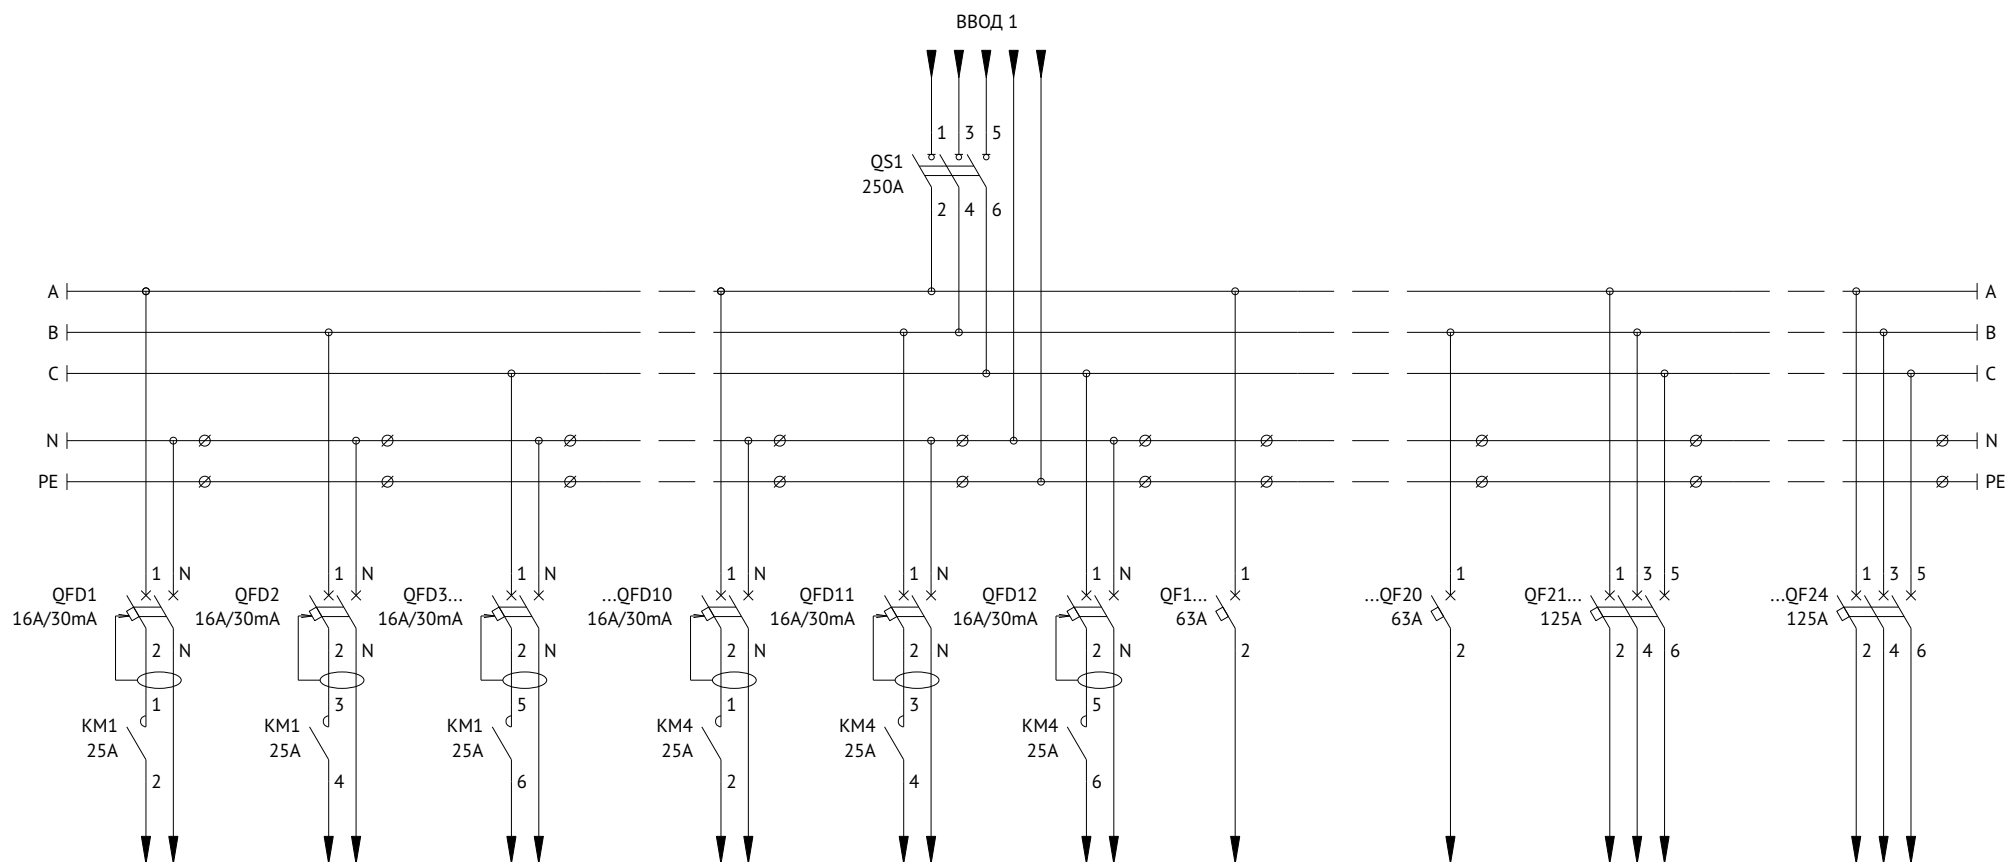 ВВОД 1
1 3 5
QS1
250A
2 4 6
A A
B B
C C
N N
PE PE
1 N 1 N 1 N 1 N 1 N 1 N 1 1 1 3 5 1 3 5
QFD1 QFD2 QFD3... ...QFD10 QFD11 QFD12 QF1... ...QF20 QF21... ...QF24
16A/30mA 16A/30mA 16A/30mA 16A/30mA 16A/30mA 16A/30mA 63A 63A 125A 125A
2 N 2 N 2 N 2 N 2 N 2 N 2 2 2 4 6 2 4 6
1 3 5 1 3 5
KM1 KM1 KM1 KM4 KM4 KM4
25A 25A 25A 25A 25A 25A
2 4 6 2 4 6